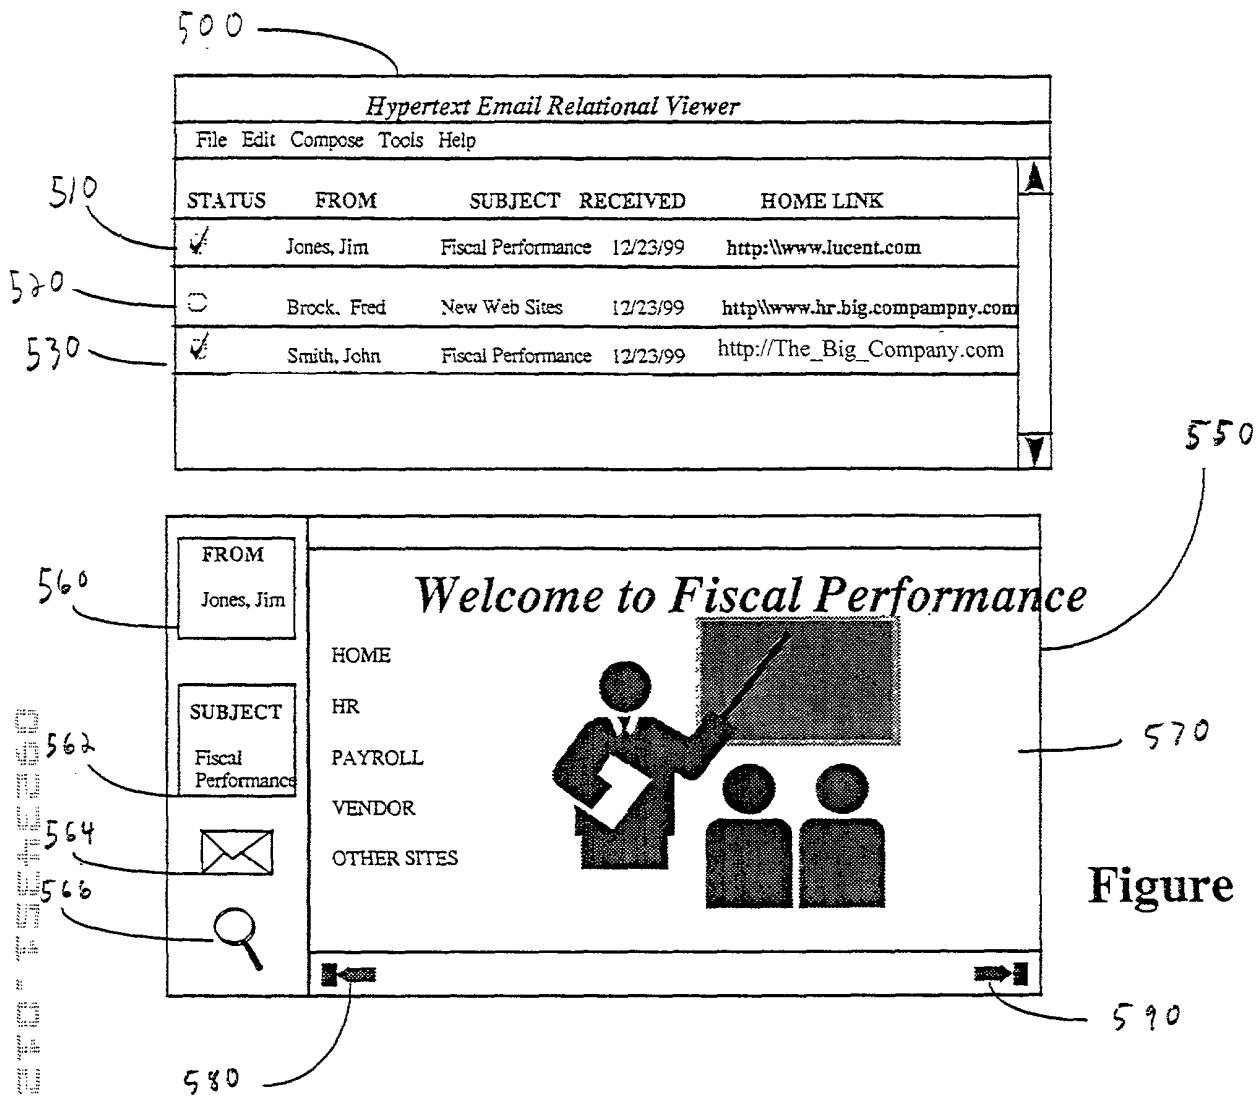 500
Hypertext Email Relational Viewer
File Edit Compose Tools Help
510
STATUS FROM SUBJECT RECEIVED HOME LINK
Jones, Jim Fiscal Performance 12/23/99 http:\\www.lucent.com
520
Brock, Fred New Web Sites 12/23/99 http\\www.hr.big.compampny.com
530
Smith, John Fiscal Performance 12/23/99 http://The_Big_Company.com
550
FROM
560
Jones, Jim
Welcome to Fiscal Performance
HOME
SUBJECT
HR
570
562
Fiscal
Performance
PAYROLL
VENDOR
564
OTHER SITES
Figure
566
590
580